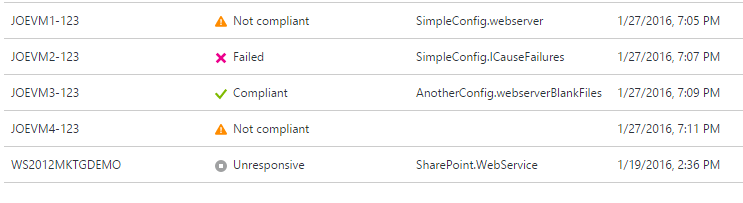 JOEVM1-123 Not compliant SimpleConfig.webserver 1/27/2016, 7:05 PM
JOEVM2-123 Failed SimpleConfig.ICauseFailures 1/27/2016, 7:07 PM
JOEVM3-123 Compliant AnotherConfig.webserverBlankFiles 1/27/2016, 7:09 PM
JOEVM4-123 Not compliant 1/27/2016, 7:11 PM
WS2012MKTGDEMO Unresponsive SharePoint.WebService 1/19/2016, 2:36 PM